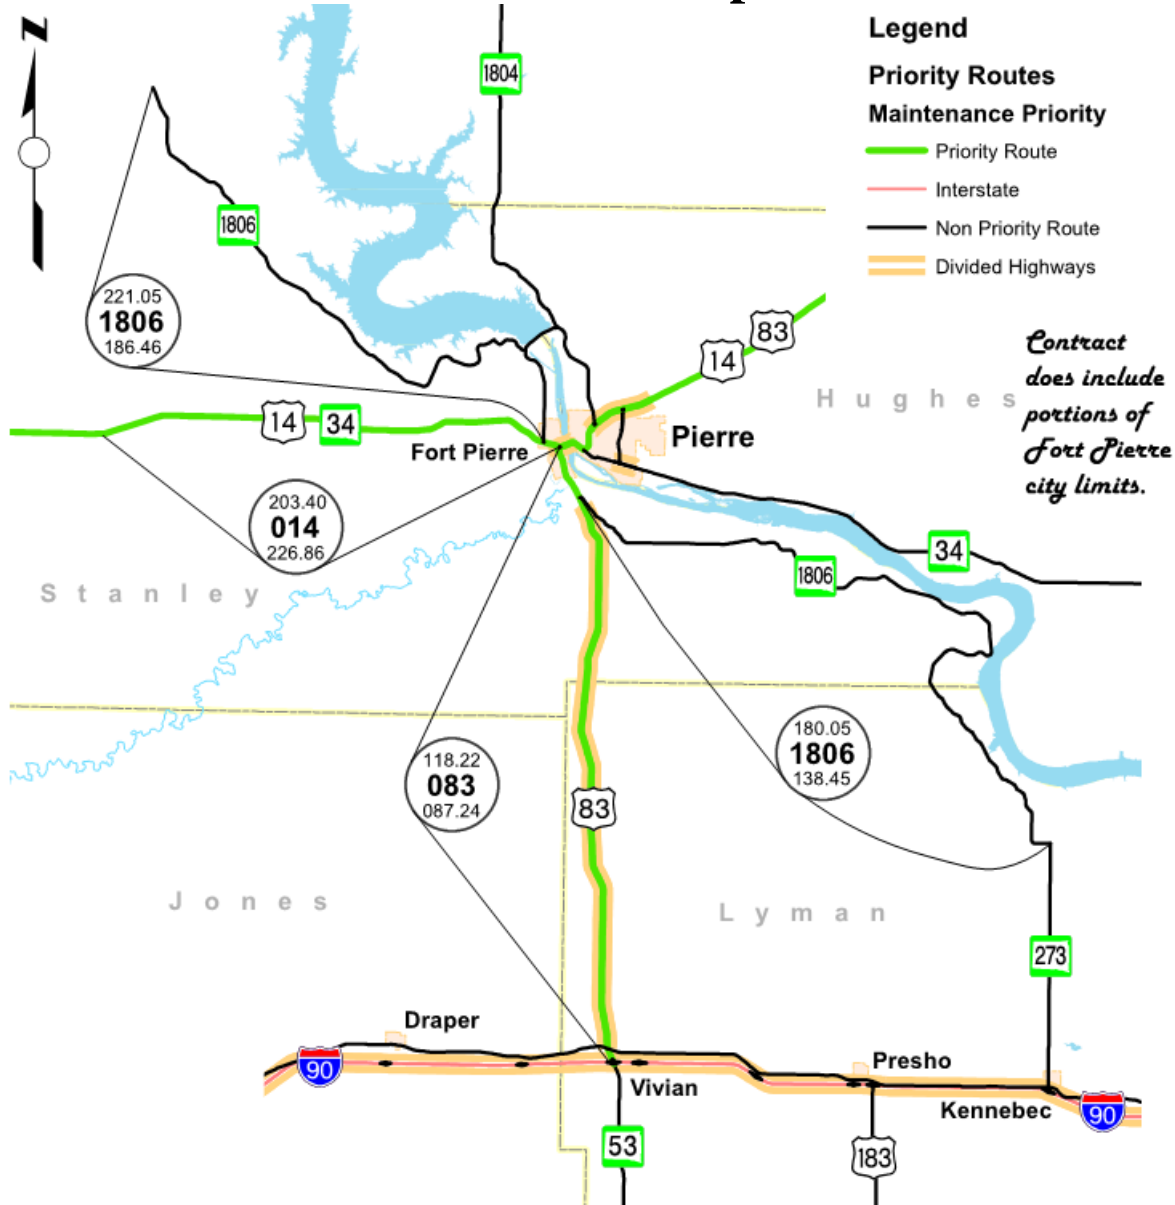 N
Legend
Priority Routes
Maintenance Priority
Priority Route
Interstate
Non Priority Route
Divided Highways
Contract
does include
portions of
Fort Pierre
city limits.
1804
1806
221.05
1806
186.46
83
14
Hughes
14
34
Fort Pierre
Pierre
203.40
014
226.86
34
1806
Stanley
180.05
1806
138.45
118.22
083
087.24
83
Jones
Lyman
273
Draper
90
Presho
Vivian
Kennebec
90
53
183